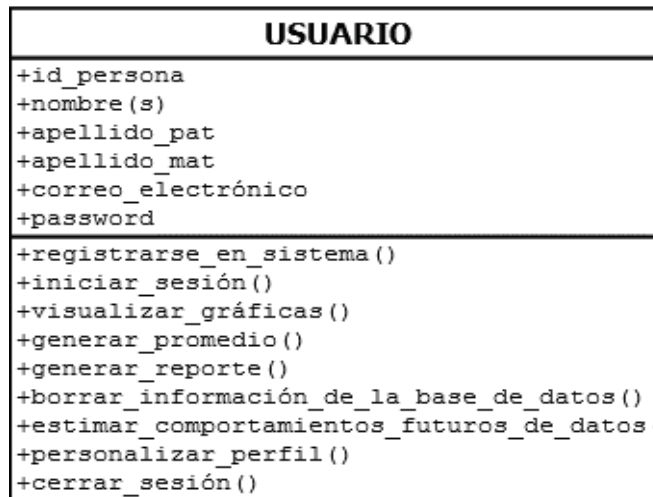 USUARIO
+id_persona
+nombre(s)
+apellido_pat
+apellido_mat
+correo_electrónico
+password
+registrarse_en_sistema()
+iniciar_sesión()
+visualizar_gráficas()
+generar_promedio()
+generar_reporte()
+borrar_información_de_la_base_de_datos()
+estimar_comportamientos_futuros_de_datos(
+personalizar_perfil()
+cerrar_sesión()